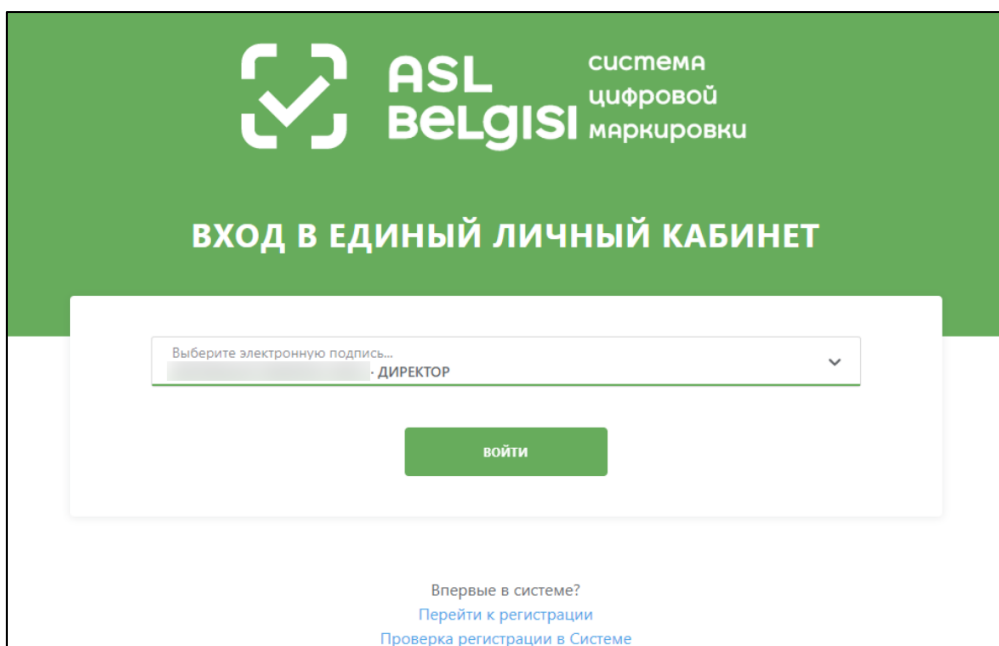 ASL BELGISI
система
цифровой
маркировки
ВХОД В ЕДИНЫЙ ЛИЧНЫЙ КАБИНЕТ
Выберите электронную подпись...
- ДИРЕКТОР
ВОЙТИ
Впервые в системе?
Перейти к регистрации
Проверка регистрации в Системе